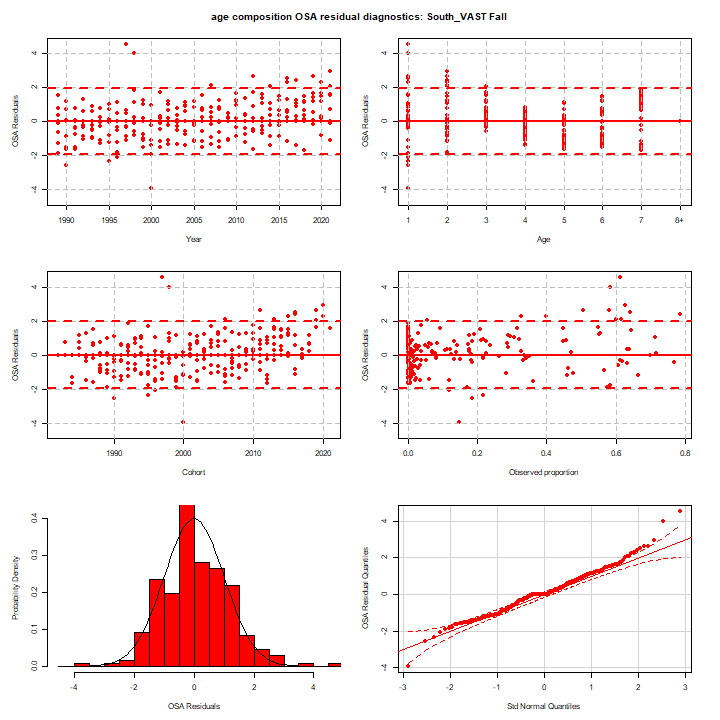 age composition OSA residual diagnostics: South_VAST Fall
OSA Residuals
4
2
0
-2
-4
1990 1995 2000 2005 2010 2015 2020
Year
OSA Residuals
4
2
0
-2
-4
1 2 3 4 5 6 7 8+
Age
OSA Residuals
4
2
0
-2
-4
1990 2000 2010 2020
Cohort
OSA Residuals
4
2
0
-2
-4
0.0 0.2 0.4 0.6 0.8
Observed proportion
Probability Density
0.4
0.3
0.2
0.1
0.0
-4 -2 0 2 4
OSA Residuals
OSA Residual Quantiles
4
2
0
-2
-4
-3 -2 -1 0 1 2 3
Std Normal Quantiles